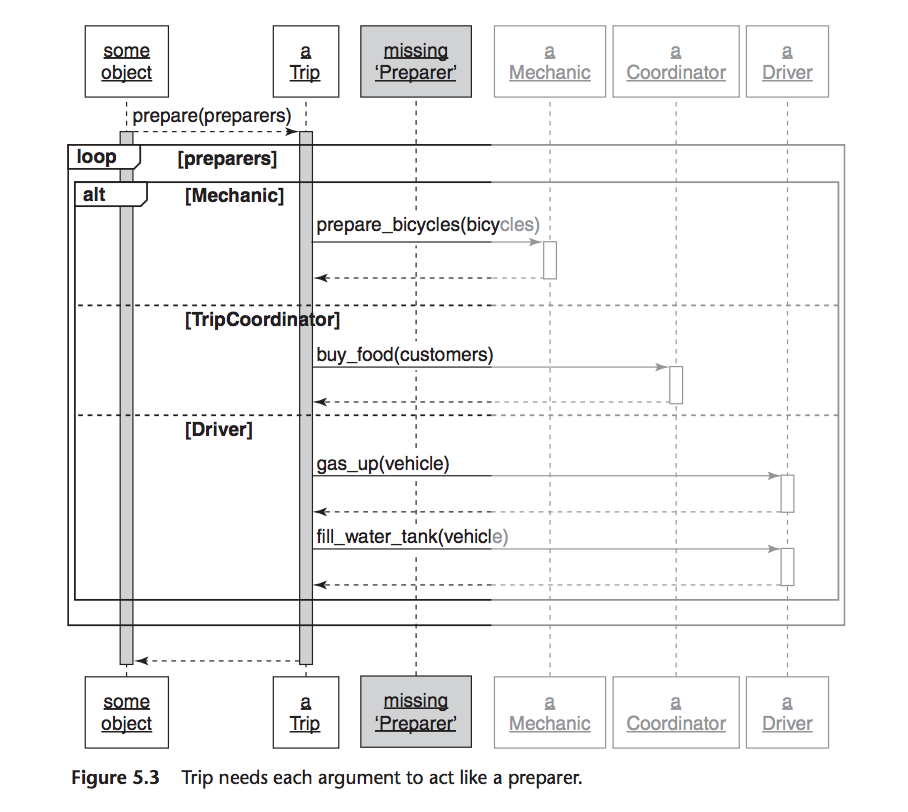 some
object
a
Trip
missing
‘Preparer’
a
Mechanic
a
Coordinator
a
Driver
prepare(preparers)
loop
[preparers]
alt
[Mechanic]
prepare_bicycles(bicycles)
[TripCoordinator]
buy_food(customers)
[Driver]
gas_up(vehicle)
fill_water_tank(vehicle)
some
object
a
Trip
missing
‘Preparer’
a
Mechanic
a
Coordinator
a
Driver
Figure 5.3 Trip needs each argument to act like a preparer.